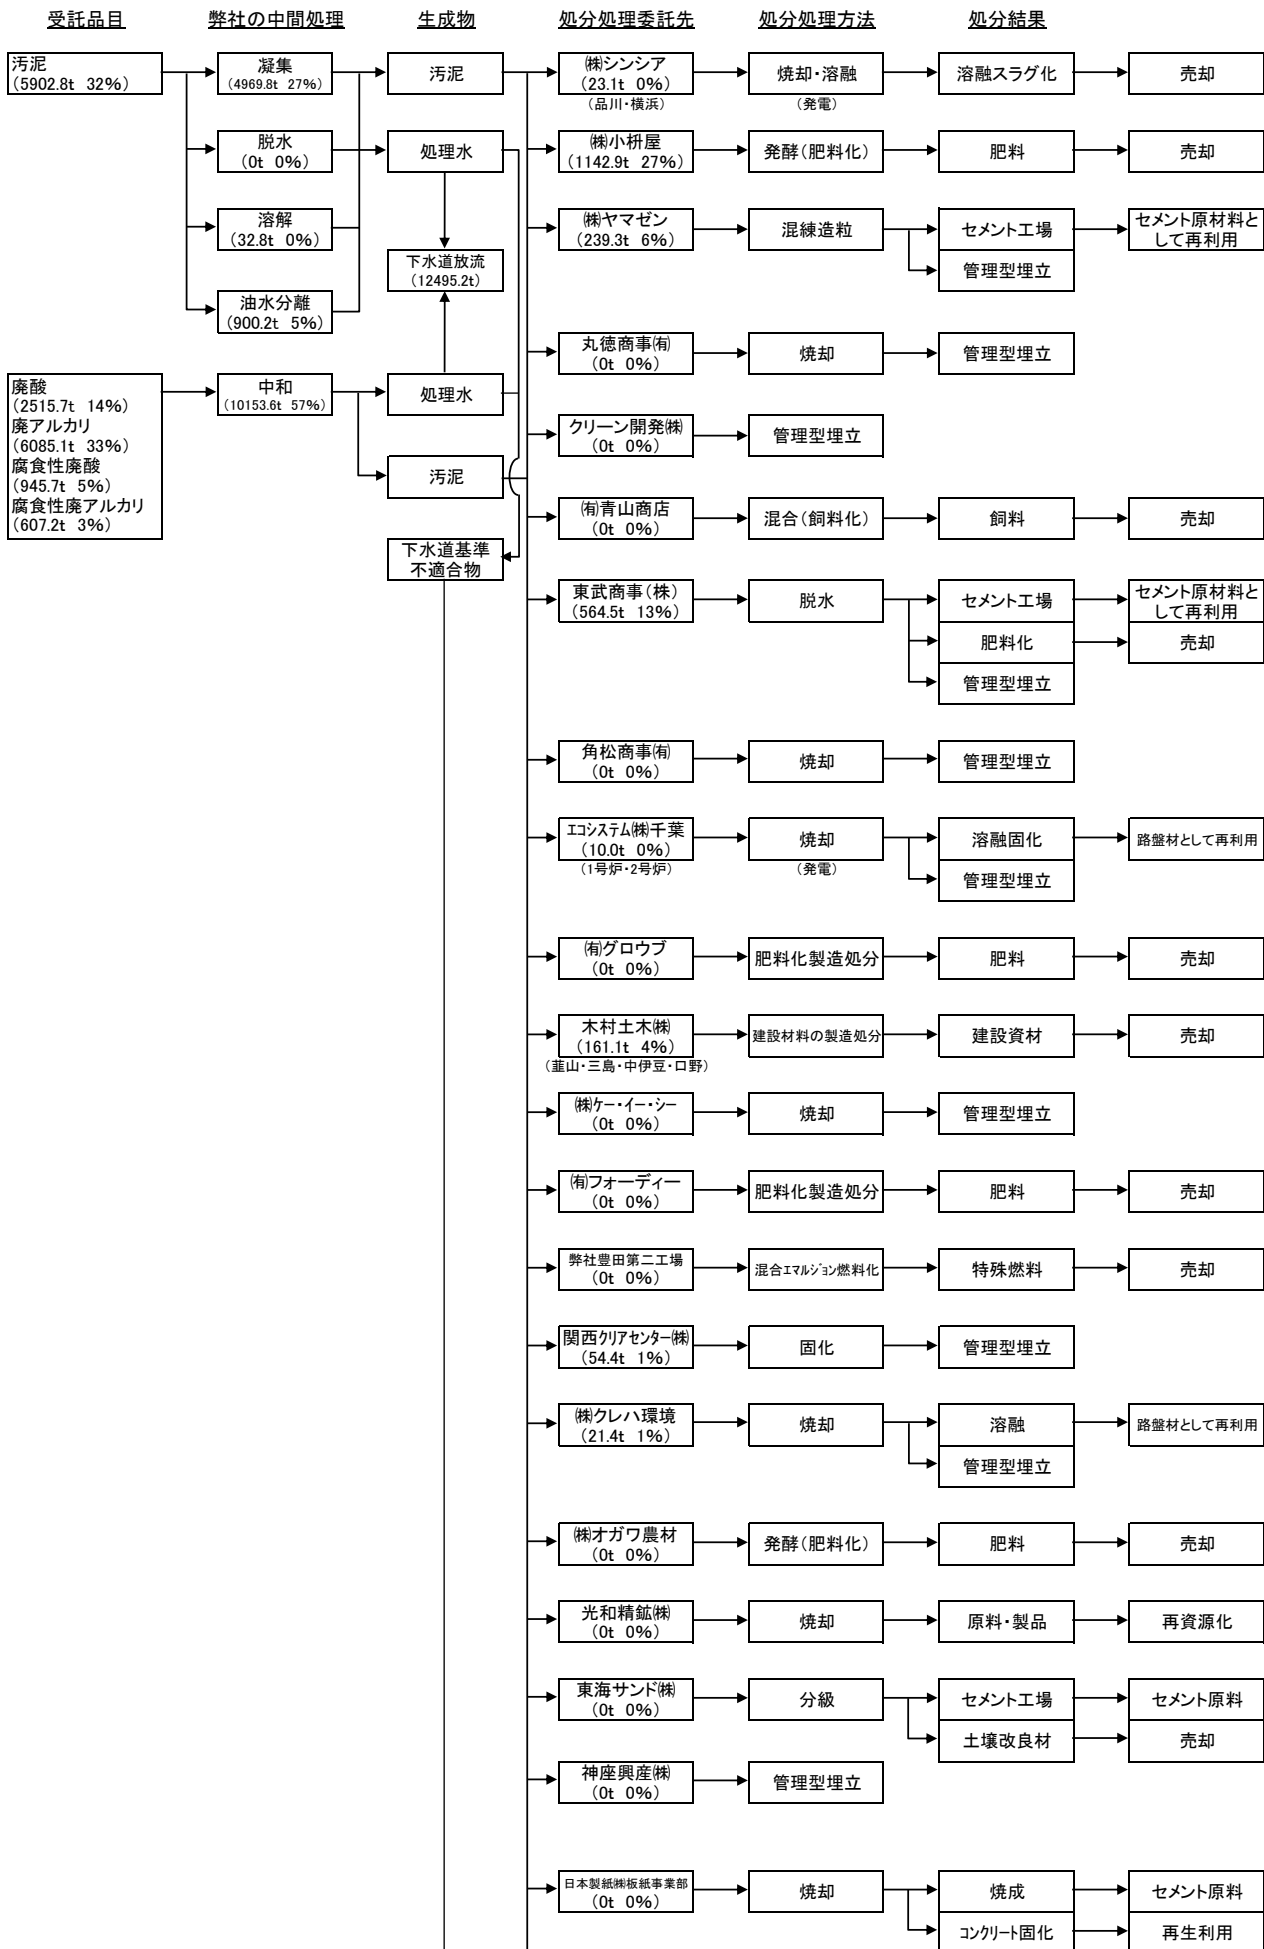 受託品目
弊社の中間処理
生成物
処分処理委託先
処分処理方法
処分結果
汚泥
(5902.8t 32%)
凝集
(4969.8t 27%)
汚泥
㈱シンシア
(23.1t 0%)
(品川・横浜)
焼却・溶融
(発電)
溶融スラグ化
売却
脱水
(0t 0%)
処理水
㈱小枡屋
(1142.9t 27%)
発酵(肥料化)
肥料
売却
溶解
(32.8t 0%)
下水道放流
(12495.2t)
㈱ヤマゼン
(239.3t 6%)
混練造粒
セメント工場
セメント原材料と
して再利用
管理型埋立
油水分離
(900.2t 5%)
丸徳商事㈲
(0t 0%)
焼却
管理型埋立
廃酸
(2515.7t 14%)
廃アルカリ
(6085.1t 33%)
腐食性廃酸
(945.7t 5%)
腐食性廃アルカリ
(607.2t 3%)
中和
(10153.6t 57%)
処理水
クリーン開発㈱
(0t 0%)
管理型埋立
汚泥
㈲青山商店
(0t 0%)
混合(飼料化)
飼料
売却
下水道基準
不適合物
東武商事(株)
(564.5t 13%)
脱水
セメント工場
セメント原材料と
して再利用
肥料化
売却
管理型埋立
角松商事㈲
(0t 0%)
焼却
管理型埋立
エコシステム㈱千葉
(10.0t 0%)
(1号炉・2号炉)
焼却
(発電)
溶融固化
路盤材として再利用
管理型埋立
㈲グロウブ
(0t 0%)
肥料化製造処分
肥料
売却
木村土木㈱
(161.1t 4%)
(韮山・三島・中伊豆・口野)
建設材料の製造処分
建設資材
売却
㈱ケー・イー・シー
(0t 0%)
焼却
管理型埋立
㈲フォーディー
(0t 0%)
肥料化製造処分
肥料
売却
弊社豊田第二工場
(0t 0%)
混合エマルジョン燃料化
特殊燃料
売却
関西クリアセンター㈱
(54.4t 1%)
固化
管理型埋立
㈱クレハ環境
(21.4t 1%)
焼却
溶融
路盤材として再利用
管理型埋立
㈱オガワ農材
(0t 0%)
発酵(肥料化)
肥料
売却
光和精鉱㈱
(0t 0%)
焼却
原料・製品
再資源化
東海サンド㈱
(0t 0%)
分級
セメント工場
セメント原料
土壌改良材
売却
神座興産㈱
(0t 0%)
管理型埋立
日本製紙㈱板紙事業部
(0t 0%)
焼却
焼成
セメント原料
コンクリート固化
再生利用